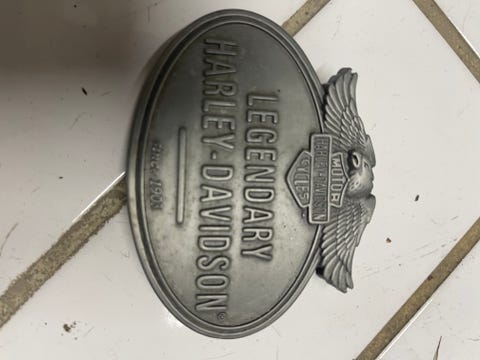 MOTOR
HARLEY-DAVIDSON
CYCLES
LEGENDARY
HARLEY-DAVIDSON®
SINCE 1903